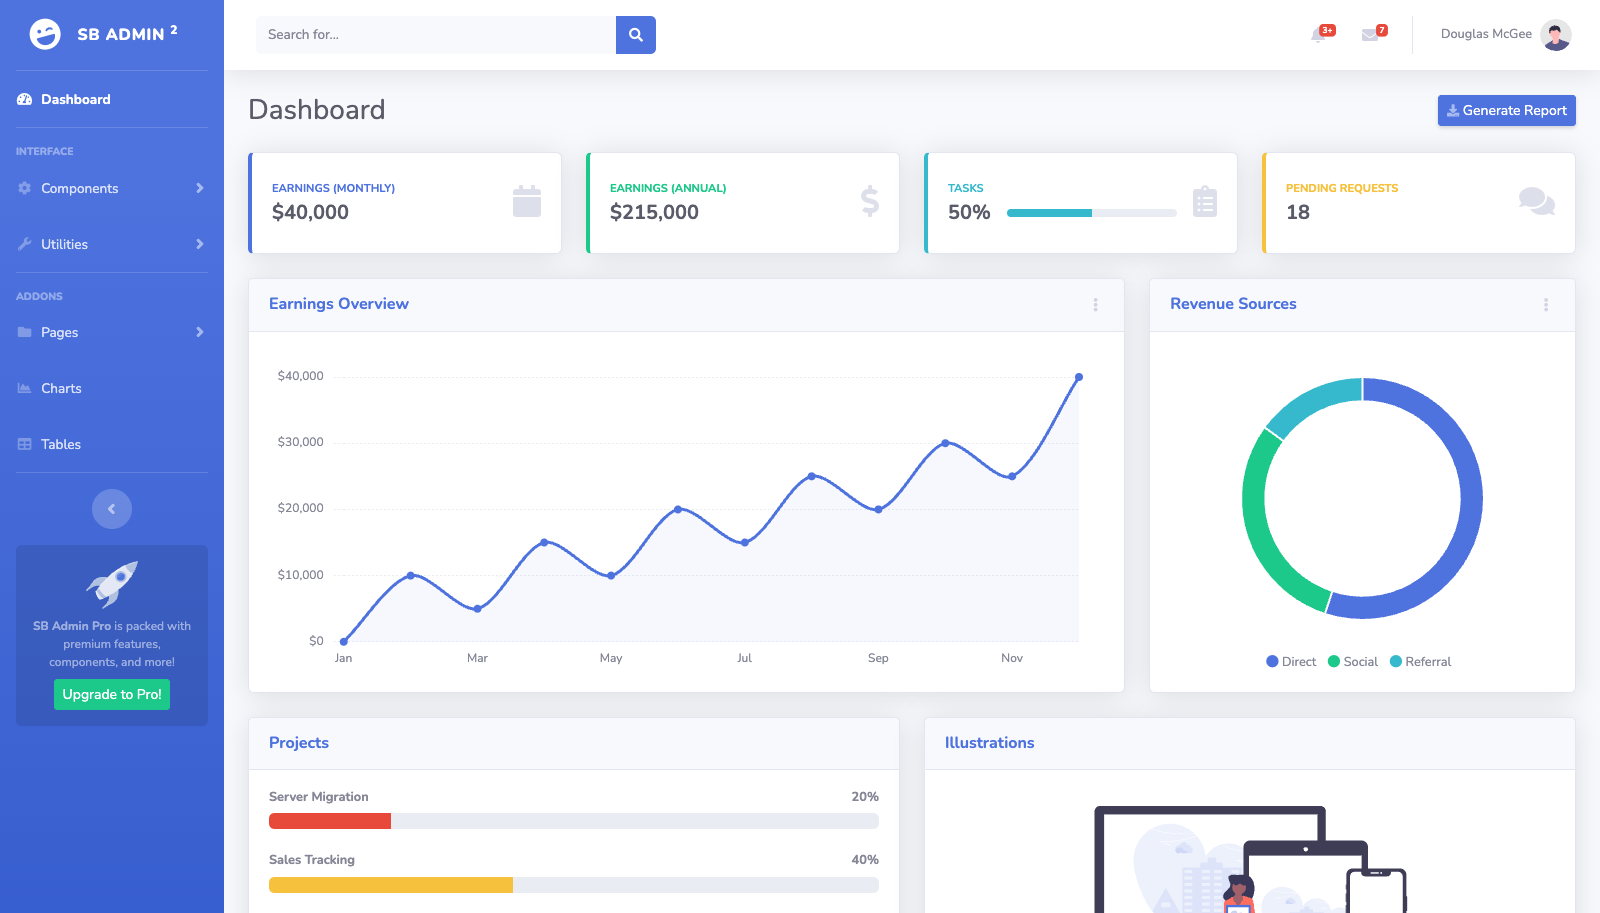 SB ADMIN 2
Dashboard
INTERFACE
Components
Utilities
ADDONS
Pages
Charts
Tables
SB Admin Pro is packed with
premium features,
components, and more!
Upgrade to Pro!
Search for...
3+
7
Douglas McGee
Dashboard
Generate Report
EARNINGS (MONTHLY)
$40,000
EARNINGS (ANNUAL)
$215,000
TASKS
50%
PENDING REQUESTS
18
Earnings Overview
$40,000
$30,000
$20,000
$10,000
$0
Jan Mar May Jul Sep Nov
Revenue Sources
Direct Social Referral
Projects
Server Migration 20%
Sales Tracking 40%
Illustrations